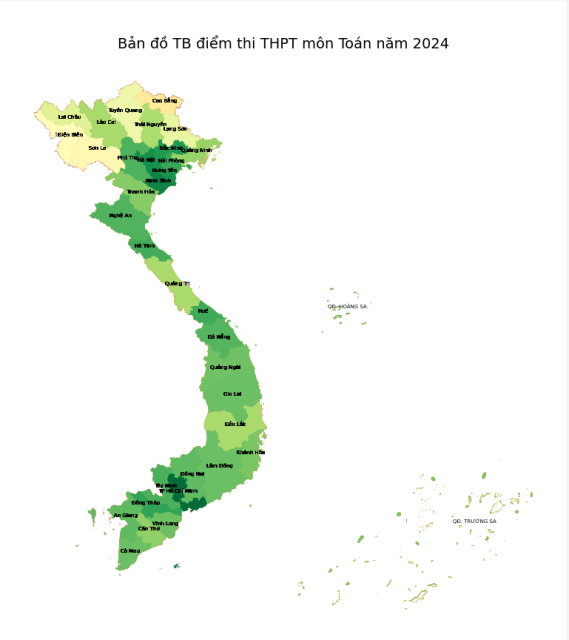 Bản đồ TB điểm thi THPT môn Toán năm 2024
Cao Bằng
Tuyên Quang
Lai Châu
Lào Cai
Thái Nguyên
Lạng Sơn
Điện Biên
Sơn La
Phú Thọ
Hà Nội
Bắc Ninh
Quảng Ninh
Hải Phòng
Hưng Yên
Ninh Bình
Thanh Hóa
Nghệ An
Hà Tĩnh
Quảng Trị
QĐ. HOÀNG SA
Huế
Đà Nẵng
Quảng Ngãi
Gia Lai
Đắk Lắk
Khánh Hòa
Lâm Đồng
Đồng Nai
Tây Ninh
TP Hồ Chí Minh
Đồng Tháp
An Giang
Vĩnh Long
Cần Thơ
QĐ. TRƯỜNG SA
Cà Mau